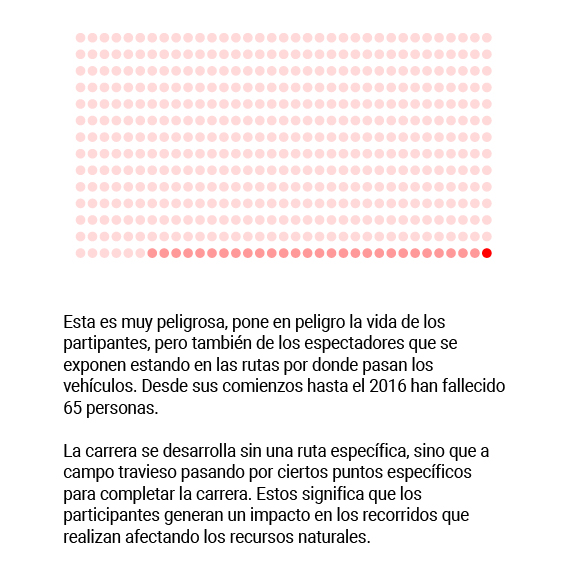 Esta es muy peligrosa, pone en peligro la vida de los
partipantes, pero también de los espectadores que se
exponen estando en las rutas por donde pasan los
vehículos. Desde sus comienzos hasta el 2016 han fallecido
65 personas.
La carrera se desarrolla sin una ruta específica, sino que a
campo travieso pasando por ciertos puntos específicos
para completar la carrera. Estos significa que los
participantes generan un impacto en los recorridos que
realizan afectando los recursos naturales.